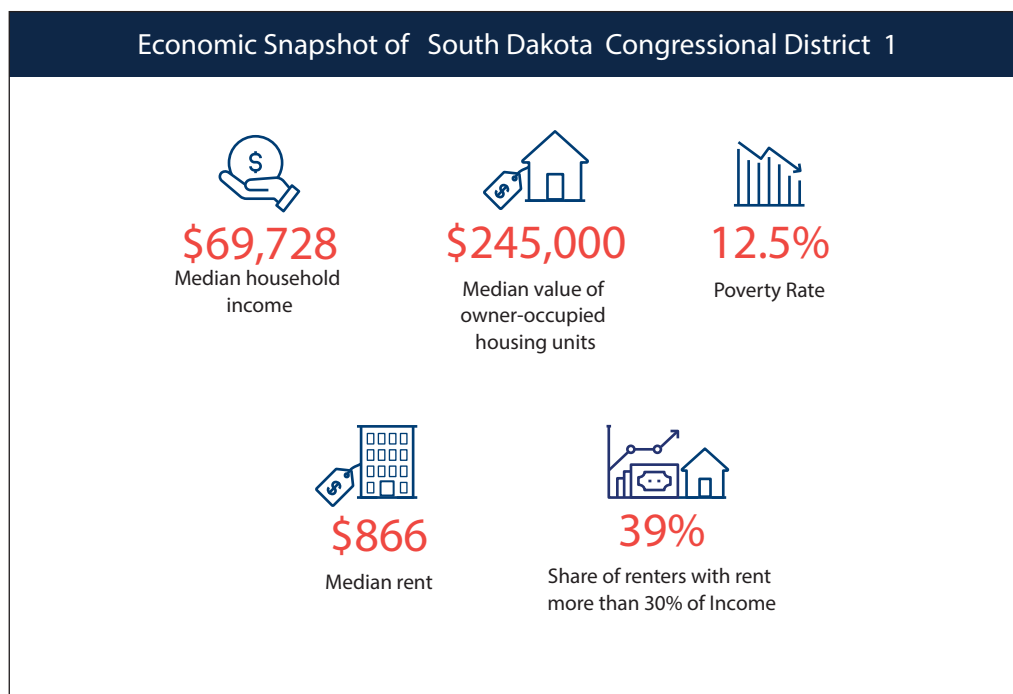 Economic Snapshot of South Dakota Congressional District 1
$
$69,728
Median household
income
$
$245,000
Median value of
owner-occupied
housing units
12.5%
Poverty Rate
$
$866
Median rent
39%
Share of renters with rent
more than 30% of Income